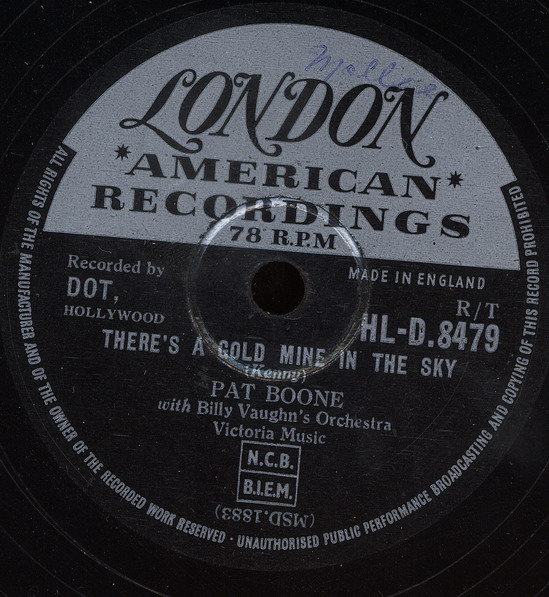 LONDON
*AMERICAN*
RECORDINGS
78 R.P.M
Recorded by
DOT,
HOLLYWOOD
MADE IN ENGLAND
R/T
HL-D.8479
THERE'S A GOLD MINE IN THE SKY
(Kenny)
PAT BOONE
with Billy Vaughn's Orchestra
Victoria Music
N.C.B.
B.I.E.M.
(MSD.1883)
ALL RIGHTS OF THE MANUFACTURER AND OF THE OWNER OF THE RECORDED WORK RESERVED · UNAUTHORISED PUBLIC PERFORMANCE BROADCASTING AND COPYING OF THIS RECORD PROHIBITED